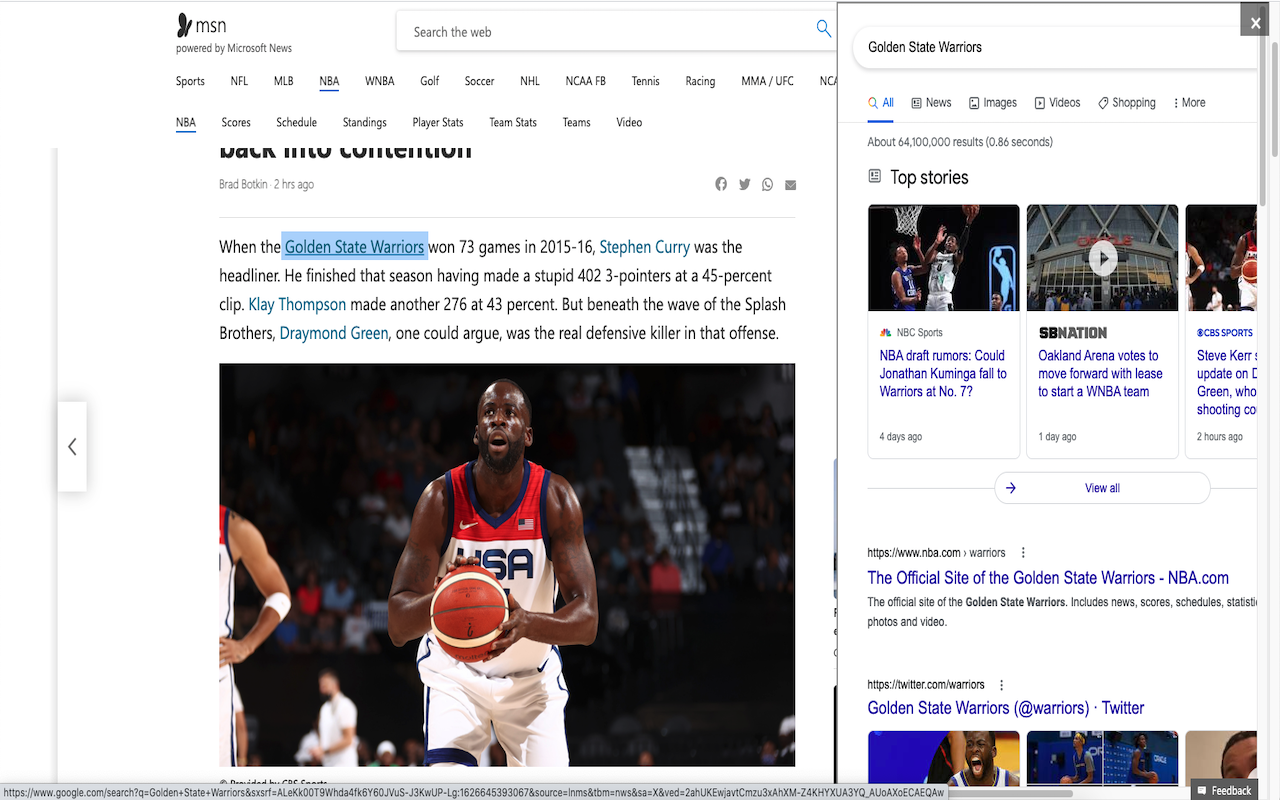 msn
powered by Microsoft News
Search the web
Sports NFL MLB NBA WNBA Golf Soccer NHL NCAA FB Tennis Racing MMA / UFC NCA
NBA Scores Schedule Standings Player Stats Team Stats Teams Video
back into contention
Brad Botkin · 2 hrs ago
When the Golden State Warriors won 73 games in 2015-16, Stephen Curry was the
headliner. He finished that season having made a stupid 402 3-pointers at a 45-percent
clip. Klay Thompson made another 276 at 43 percent. But beneath the wave of the Splash
Brothers, Draymond Green, one could argue, was the real defensive killer in that offense.
USA
© Provided by CBS Sports
https://www.google.com/search?q=Golden+State+Warriors&sxsrf=ALeKk00T9Whda4fk6Y60JVuS-J3KwUP-Lg:1626645393067&source=lnms&tbm=nws&sa=X&ved=2ahUKEwjavtCmzu3xAhXM-Z4KHYXUA3YQ_AUoAXoECAEQAw
x
Golden State Warriors
All News Images Videos Shopping More
About 64,100,000 results (0.86 seconds)
Top stories
ORACLE
NBC Sports
NBA draft rumors: Could
Jonathan Kuminga fall to
Warriors at No. 7?
4 days ago
SBNATION
Oakland Arena votes to
move forward with lease
to start a WNBA team
1 day ago
CBS SPORTS
Steve Kerr s
update on D
Green, who
shooting co
2 hours ago
View all
https://www.nba.com › warriors
The Official Site of the Golden State Warriors - NBA.com
The official site of the Golden State Warriors. Includes news, scores, schedules, statisti
photos and video.
https://twitter.com/warriors
Golden State Warriors (@warriors) · Twitter
Feedback